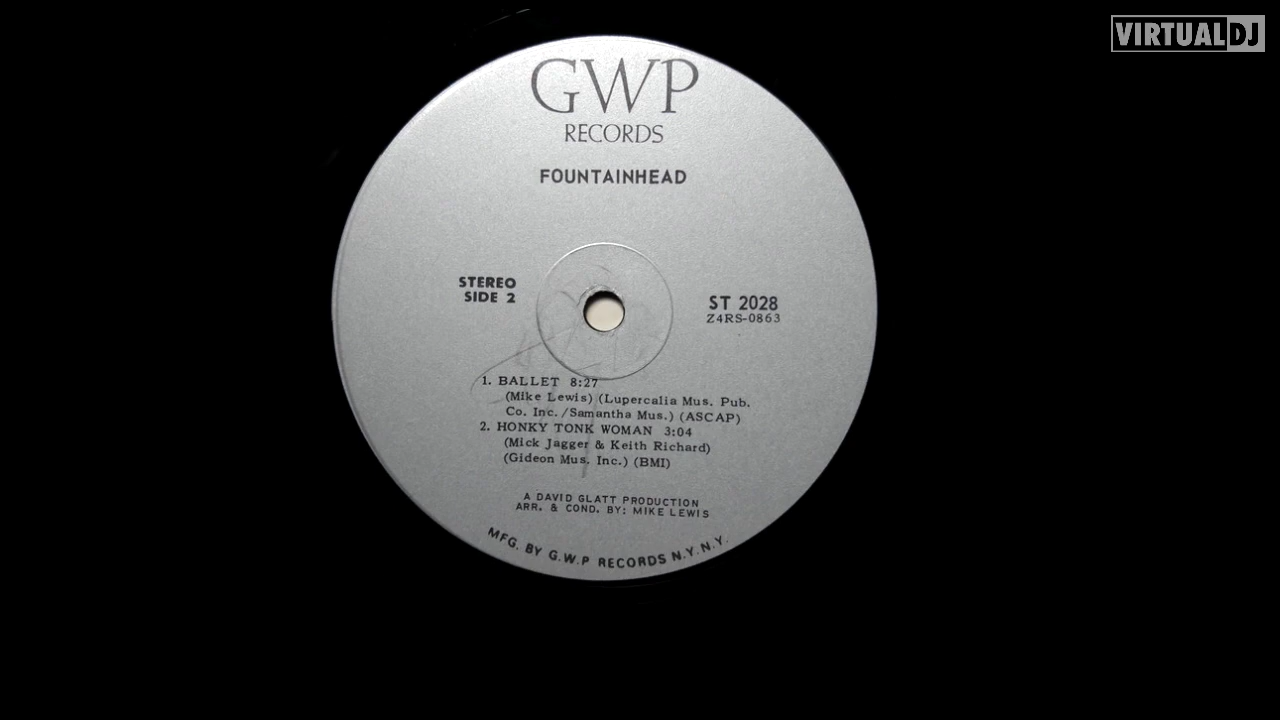 VIRTUALDJ
GWP
RECORDS
FOUNTAINHEAD
STEREO
SIDE 2
ST 2028
Z4RS-0863
1. BALLET 8:27
(Mike Lewis) (Lupercalia Mus. Pub.
Co. Inc./Samantha Mus.) (ASCAP)
2. HONKY TONK WOMAN 3:04
(Mick Jagger & Keith Richard)
(Gideon Mus. Inc.) (BMI)
A DAVID GLATT PRODUCTION
ARR. & COND. BY: MIKE LEWIS
MFG. BY G.W.P RECORDS N.Y. N.Y.